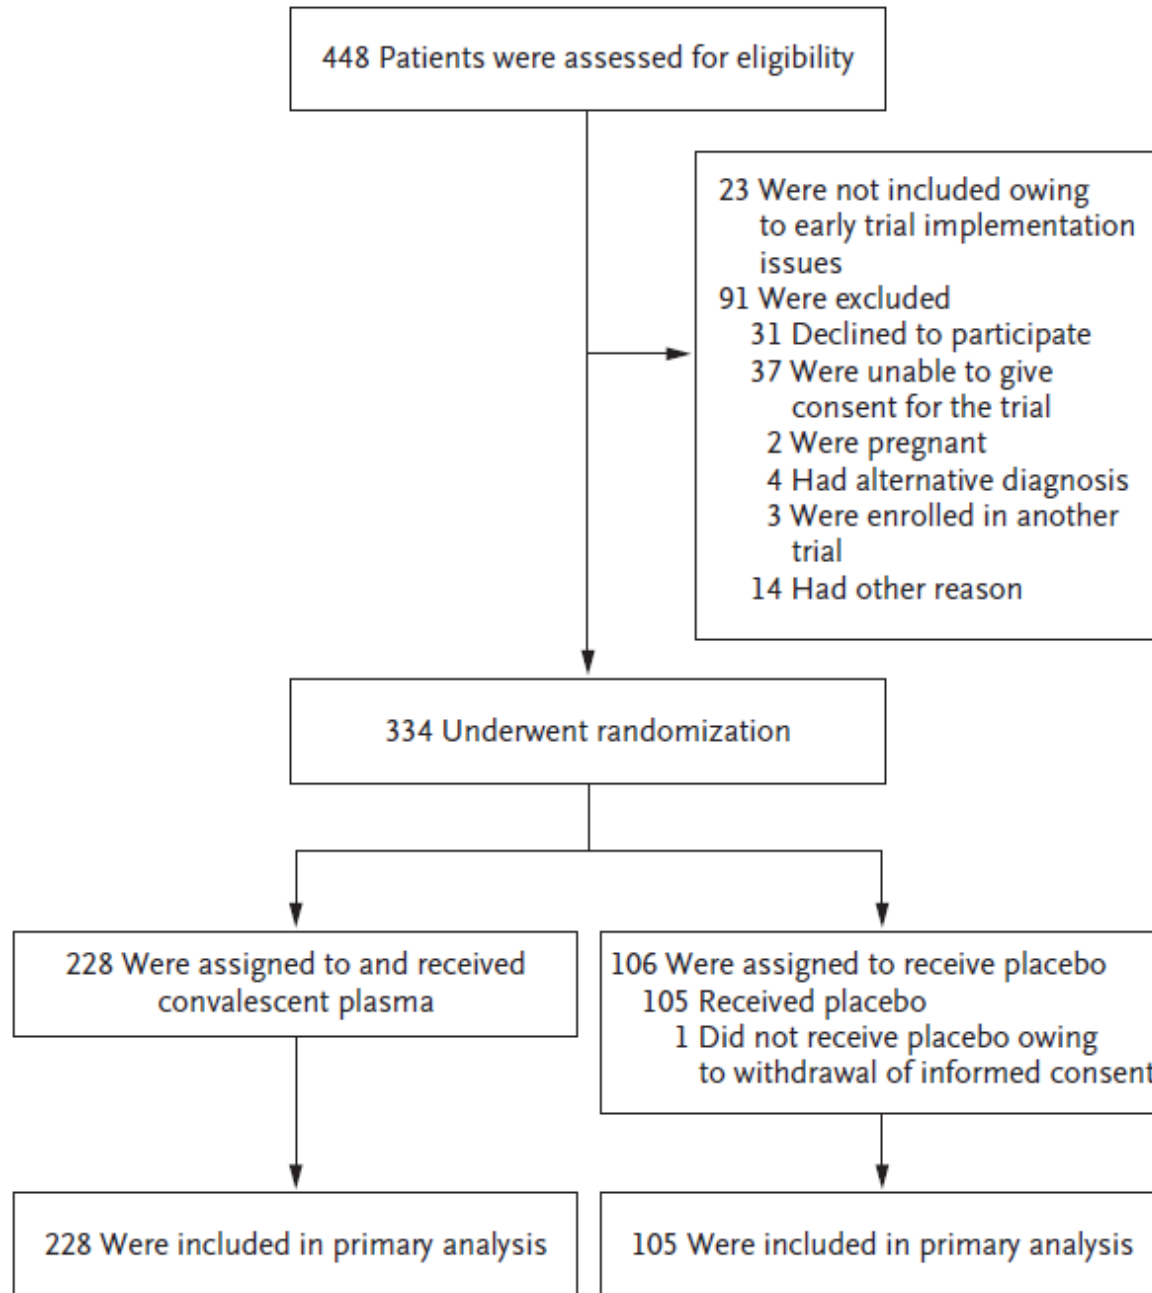 448 Patients were assessed for eligibility
23 Were not included owing
to early trial implementation
issues
91 Were excluded
31 Declined to participate
37 Were unable to give
consent for the trial
2 Were pregnant
4 Had alternative diagnosis
3 Were enrolled in another
trial
14 Had other reason
334 Underwent randomization
228 Were assigned to and received
convalescent plasma
106 Were assigned to receive placebo
105 Received placebo
1 Did not receive placebo owing
to withdrawal of informed consent
228 Were included in primary analysis
105 Were included in primary analysis